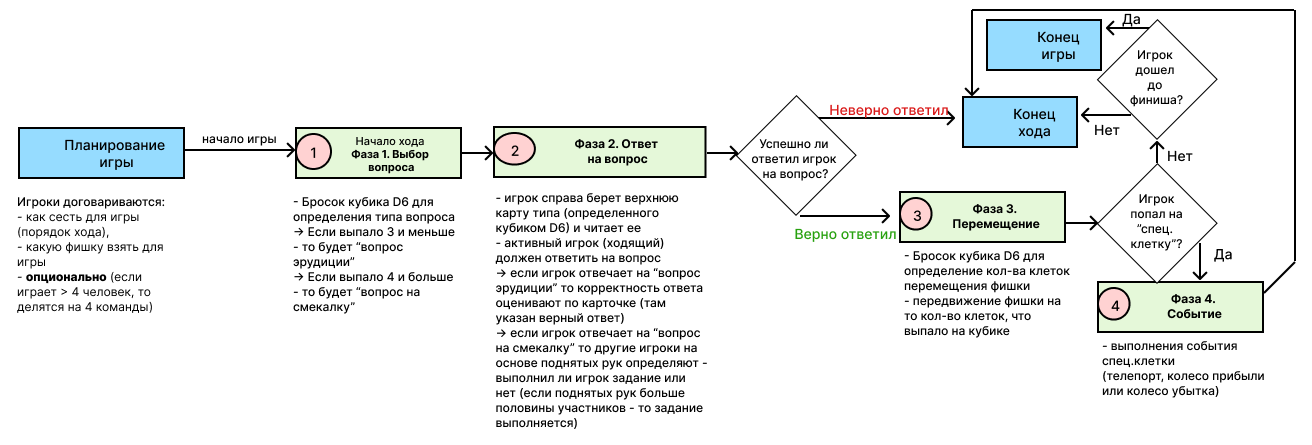 Планирование
игры
Игроки договариваются:
- как сесть для игры
(порядок хода),
- какую фишку взять для
игры
- опционально (если
играет > 4 человек, то
делятся на 4 команды)
начало игры
1
Начало хода
Фаза 1. Выбор
вопроса
- Бросок кубика D6 для
определения типа вопроса
→ Если выпало 3 и меньше
- то будет “вопрос
эрудиции”
→ Если выпало 4 и больше
- то будет “вопрос на
смекалку”
2
Фаза 2. Ответ
на вопрос
- игрок справа берет верхнюю
карту типа (определенного
кубиком D6) и читает ее
- активный игрок (ходящий)
должен ответить на вопрос
→ если игрок отвечает на “вопрос
эрудиции” то корректность ответа
оценивают по карточке (там
указан верный ответ)
→ если игрок отвечает на “вопрос
на смекалку” то другие игроки на
основе поднятых рук определяют -
выполнил ли игрок задание или
нет (если поднятых рук больше
половины участников - то задание
выполняется)
Успешно ли
ответил игрок
на вопрос?
Неверно ответил
Верно ответил
Конец
хода
3
Фаза 3.
Перемещение
- Бросок кубика D6 для
определение кол-ва клеток
перемещения фишки
- передвижение фишки на
то кол-во клеток, что
выпало на кубике
Игрок
попал на
“спец.
клетку”?
Да
Нет
4
Фаза 4.
Событие
- выполнения события
спец.клетки
(телепорт, колесо прибыли
или колесо убытка)
Игрок
дошел
до
финиша?
Да
Нет
Конец
игры